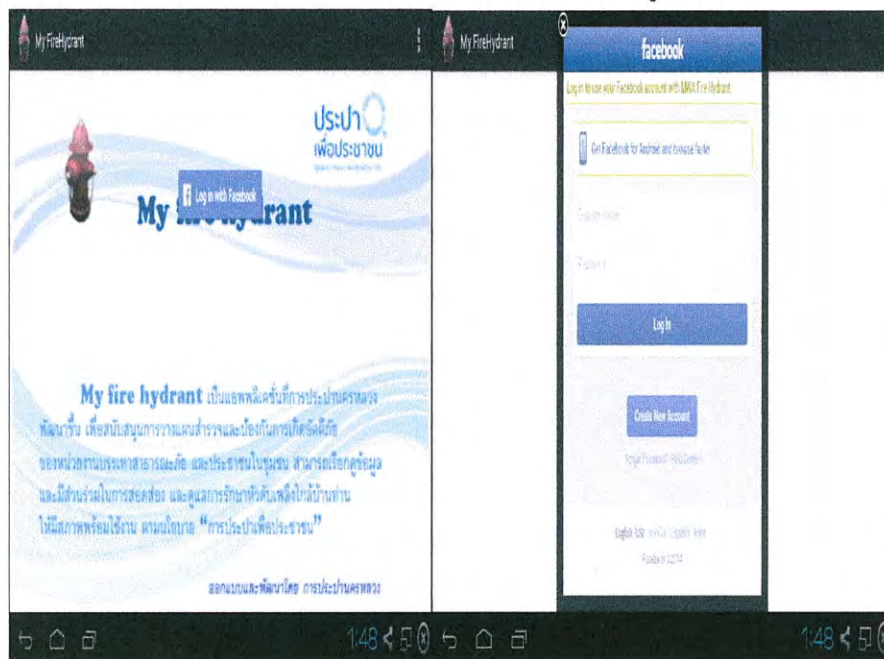 My FireHydrant
ประปา
เพื่อประชาชน
Log in with Facebook
My fire hydrant
My fire hydrant เป็นแอพพลิเคชั่นที่การประปานครหลวง
พัฒนาขึ้น เพื่อสนับสนุนการวางแผนสำรวจและป้องกันการเกิดอัคคีภัย
ของหน่วยงานบรรเทาสาธารณะภัย และประชาชนในชุมชน สามารถเรียกดูข้อมูล
และมีส่วนร่วมในการสอดส่อง และดูแลการรักษาหัวดับเพลิงใกล้บ้านท่าน
ให้มีสภาพพร้อมใช้งาน ตามนโยบาย “การประปาเพื่อประชาชน”
ออกแบบและพัฒนาโดย การประปานครหลวง
1:48
My FireHydrant
facebook
Log in to use your Facebook account with MWA Fire Hydrant.
Get Facebook for Android and browse faster.
Password
Log In
Create New Account
Forgot Password? Help Center
English (US)
Facebook ©2014
1:48